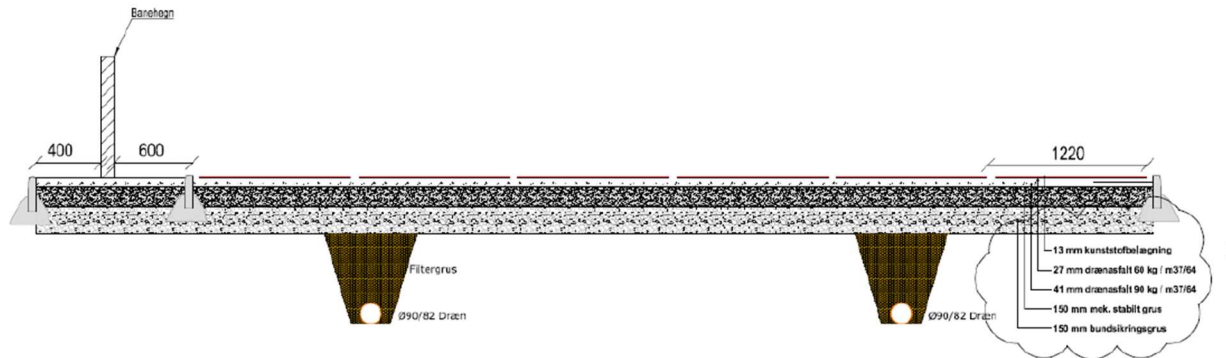 Banehegn
400
600
1220
13 mm kunststofbelægning
27 mm drænasfalt 60 kg / m37/64
41 mm drænasfalt 90 kg / m37/64
150 mm mek. stabilt grus
150 mm bundsikringsgrus
Filtergrus
Ø90/82 Dræn
Ø90/82 Dræn